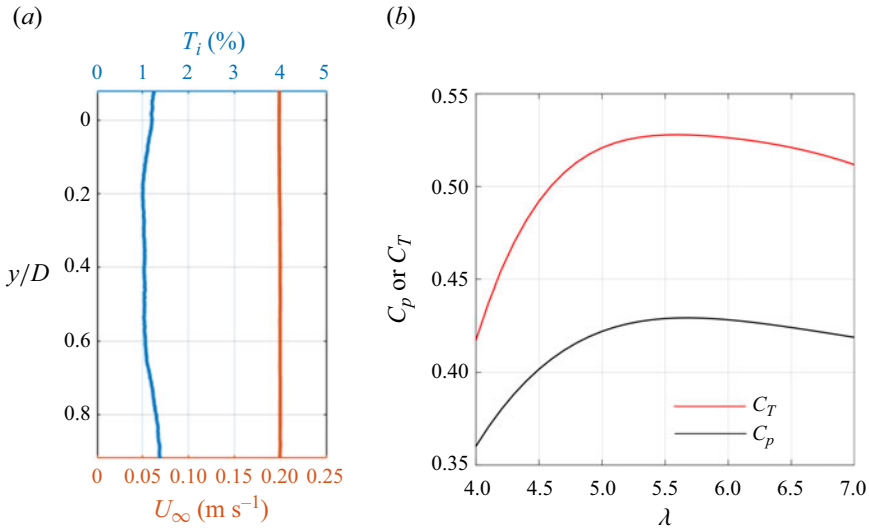 (a)
T_i (%)
0 1 2 3 4 5
0
0.2
0.4
0.6
0.8
y/D
0 0.05 0.10 0.15 0.20 0.25
U_∞ (m s⁻¹)
(b)
0.55
0.50
0.45
0.40
0.35
C_p or C_T
C_T
C_p
4.0 4.5 5.0 5.5 6.0 6.5 7.0
λ